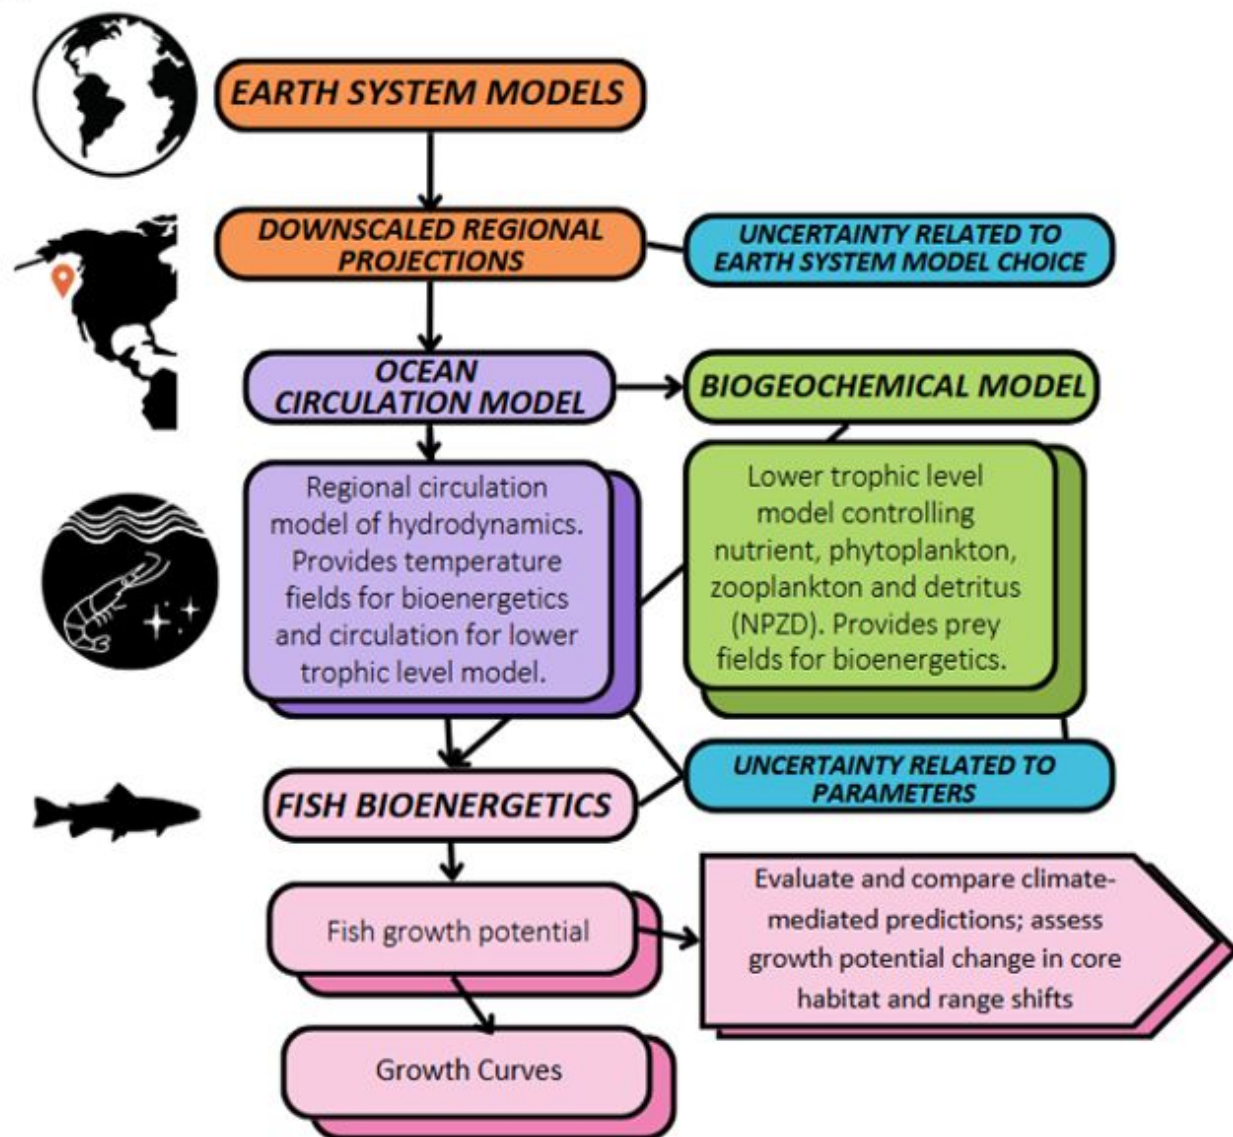 EARTH SYSTEM MODELS
DOWNSCALED REGIONAL
PROJECTIONS
UNCERTAINTY RELATED TO
EARTH SYSTEM MODEL CHOICE
OCEAN
CIRCULATION MODEL
BIOGEOCHEMICAL MODEL
Regional circulation
model of hydrodynamics.
Provides temperature
fields for bioenergetics
and circulation for lower
trophic level model.
Lower trophic level
model controlling
nutrient, phytoplankton,
zooplankton and detritus
(NPZD). Provides prey
fields for bioenergetics.
UNCERTAINTY RELATED TO
PARAMETERS
FISH BIOENERGETICS
Fish growth potential
Evaluate and compare climate-
mediated predictions; assess
growth potential change in core
habitat and range shifts
Growth Curves